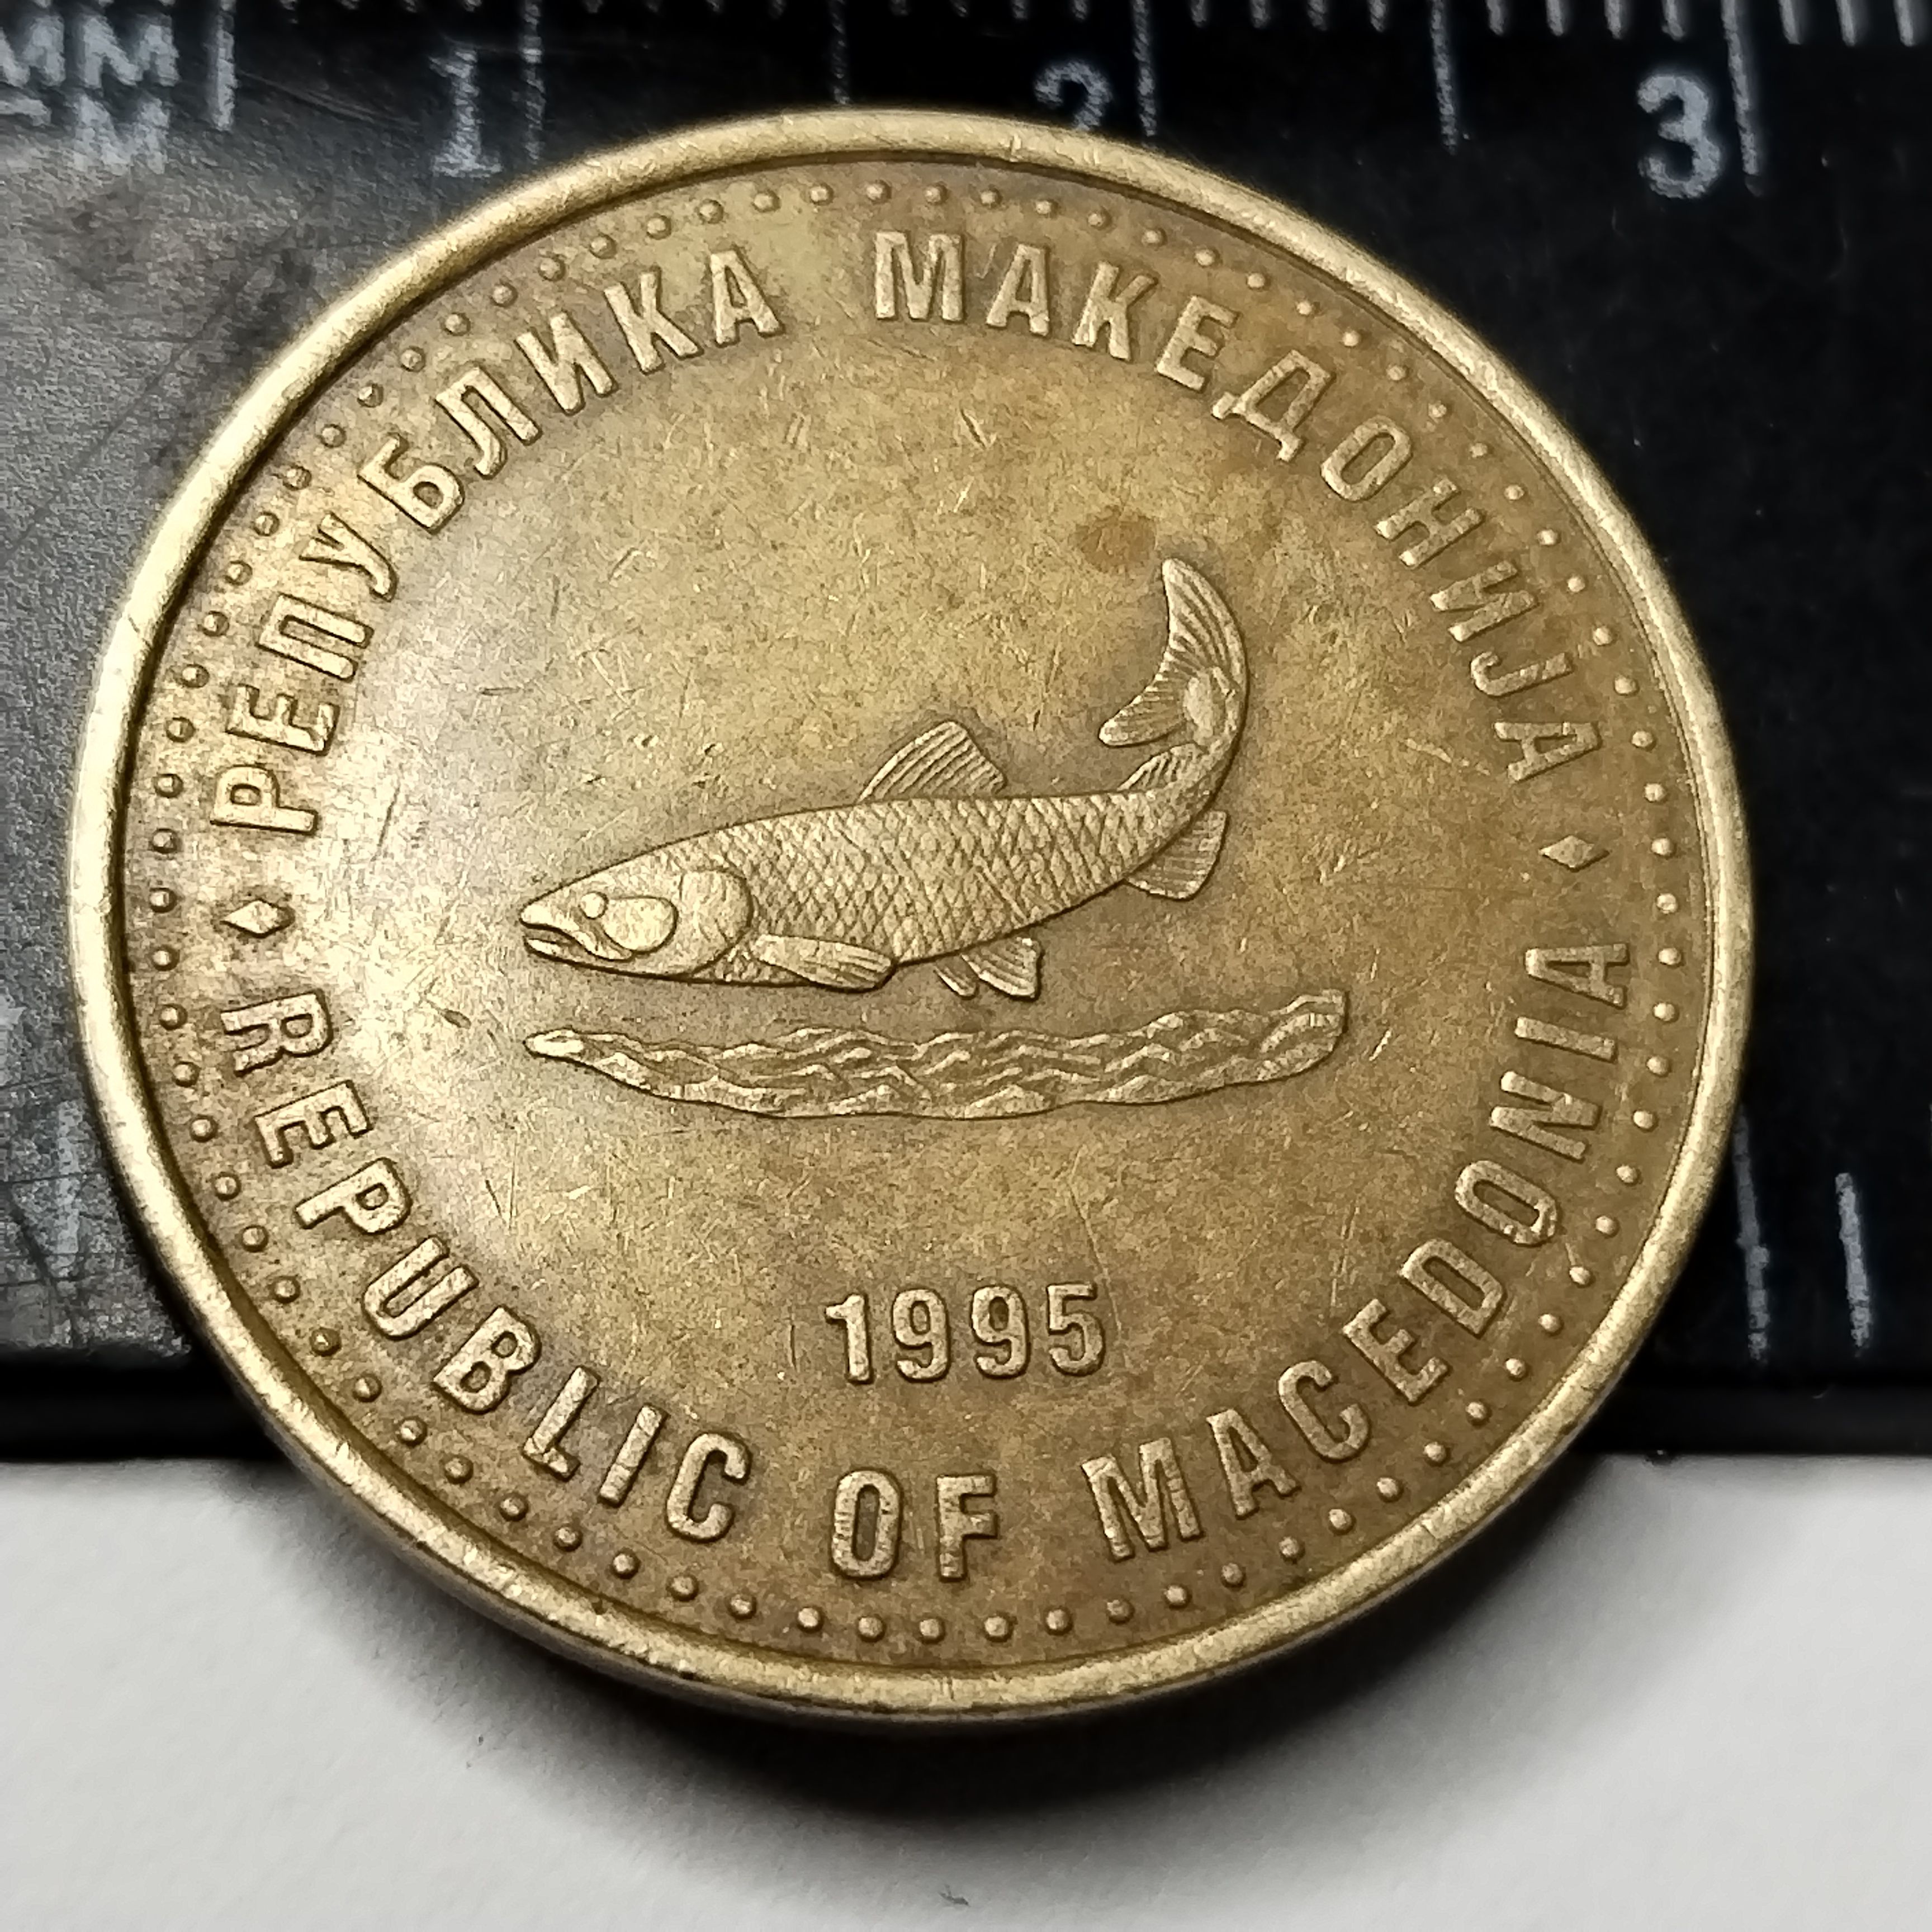 MM
1 2 3
РЕПУБЛИКА МАКЕДОНИЈА
1995
REPUBLIC OF MACEDONIA